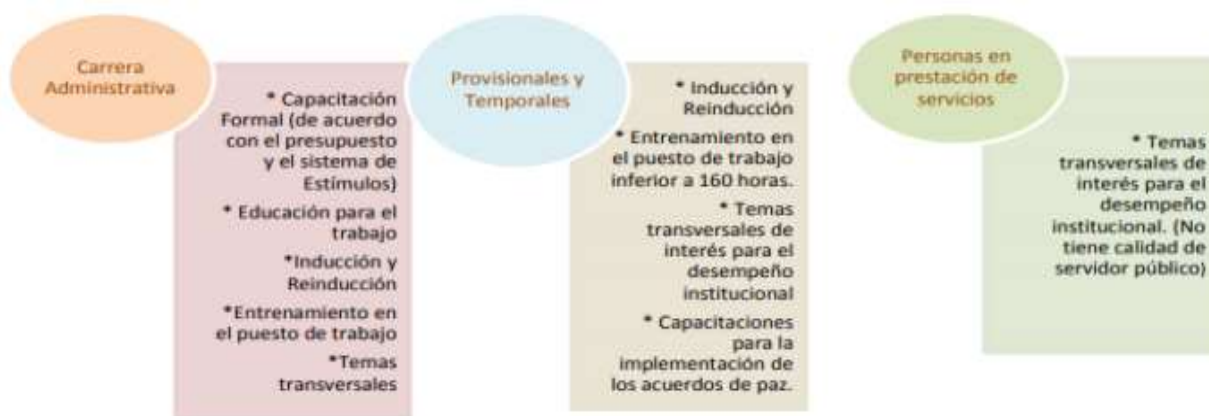 Carrera
Administrativa
* Capacitación
Formal (de acuerdo
con el presupuesto
y el sistema de
Estímulos)
* Educación para el
trabajo
*Inducción y
Reinducción
*Entrenamiento en
el puesto de trabajo
*Temas
transversales
Provisionales y
Temporales
* Inducción y
Reinducción
* Entrenamiento en
el puesto de trabajo
inferior a 160 horas.
* Temas
transversales de
interés para el
desempeño
institucional
* Capacitaciones
para la
implementación de
los acuerdos de paz.
Personas en
prestación de
servicios
* Temas
transversales de
interés para el
desempeño
institucional. (No
tiene calidad de
servidor público)